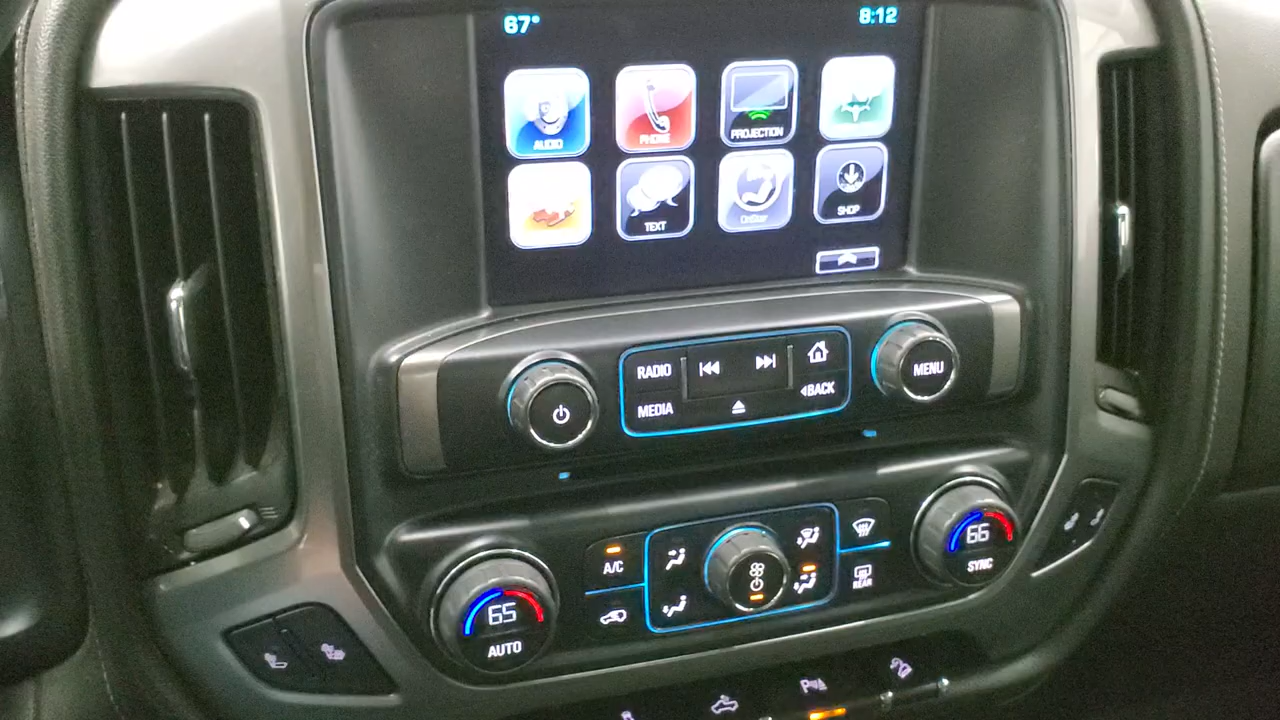 67°
8:12
AUDIO
PHONE
PROJECTION
TEXT
OnStar
SHOP
RADIO
MEDIA
BACK
MENU
A/C
REAR
65
AUTO
66
SYNC